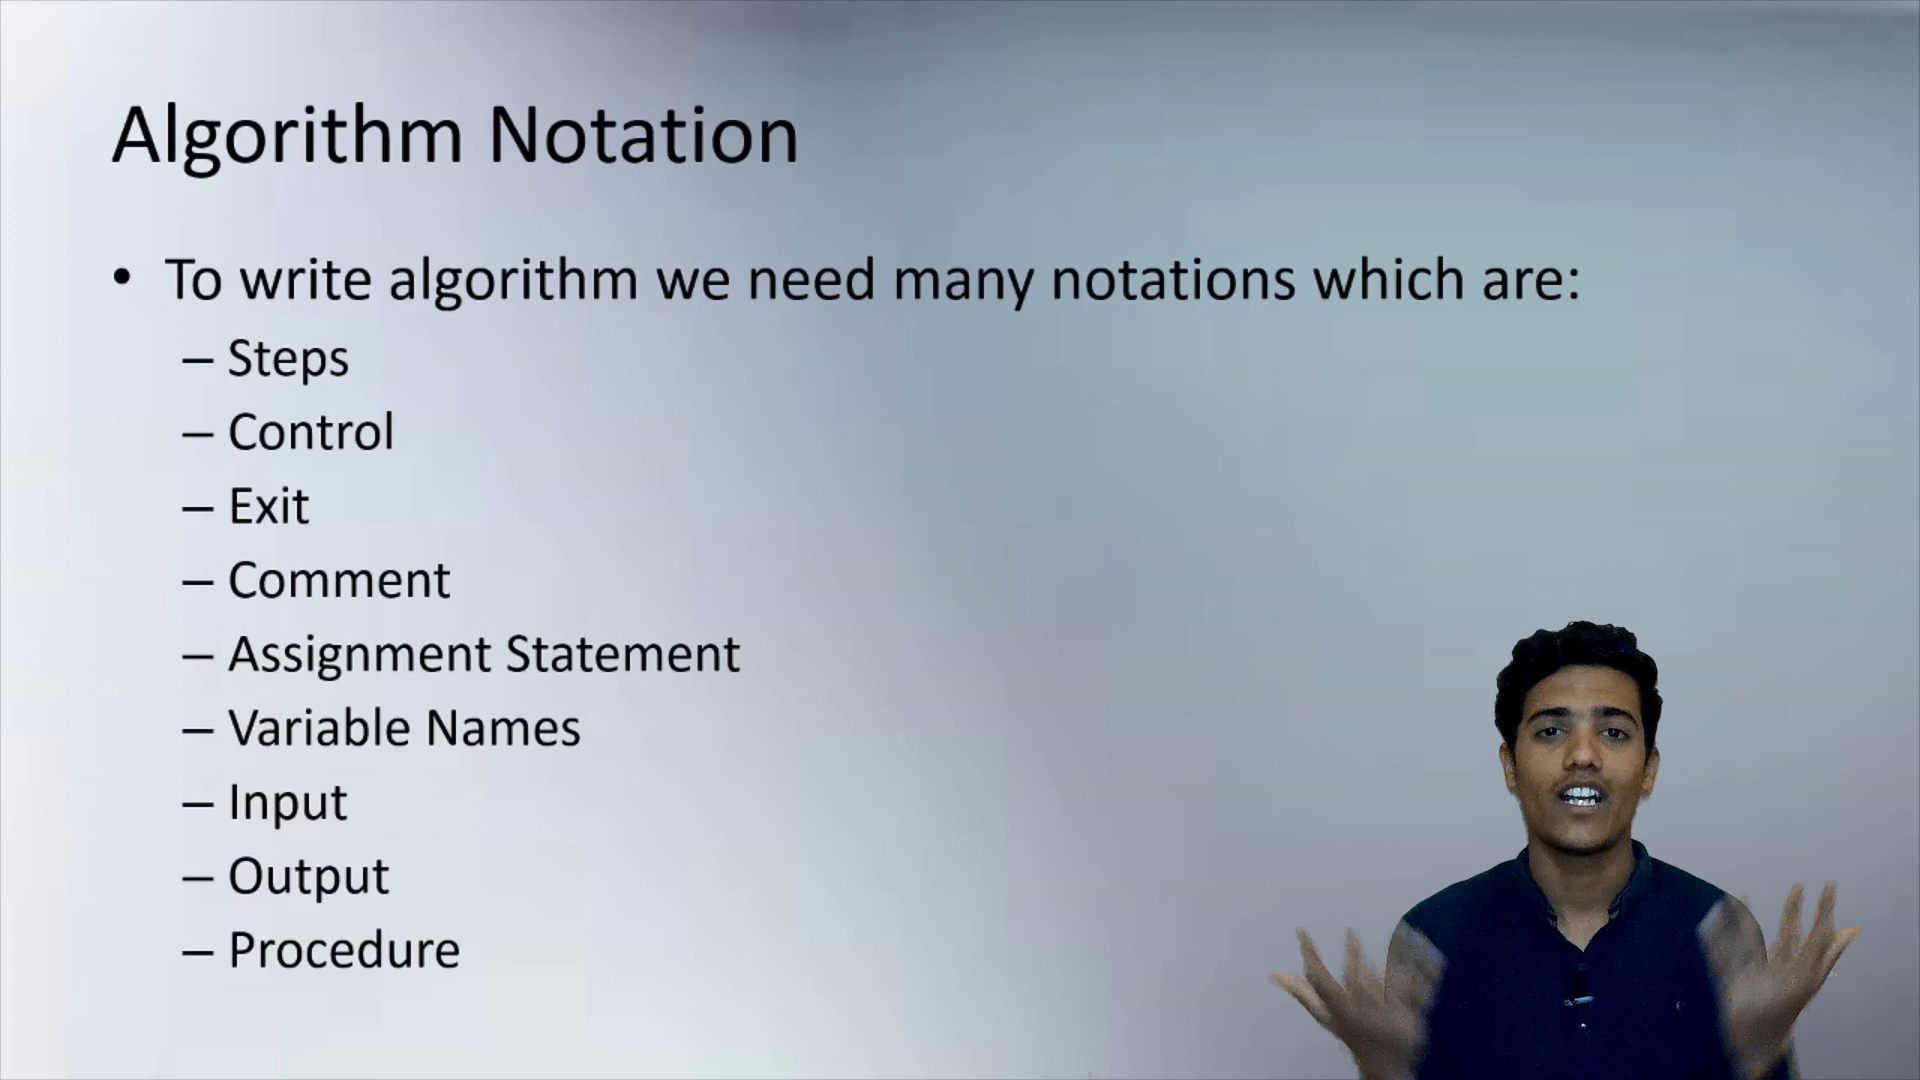 Algorithm Notation
• To write algorithm we need many notations which are:
– Steps
– Control
– Exit
– Comment
– Assignment Statement
– Variable Names
– Input
– Output
– Procedure